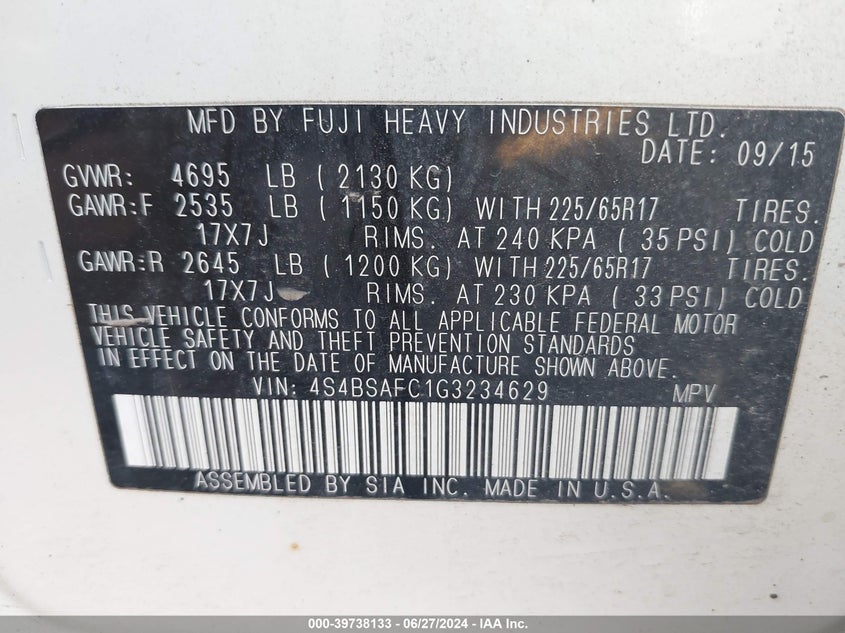 MFD BY FUJI HEAVY INDUSTRIES LTD.
DATE: 09/15
GVWR: 4695 LB ( 2130 KG)
GAWR:F 2535 LB ( 1150 KG) WITH 225/65R17 TIRES.
17X7J RIMS. AT 240 KPA ( 35 PSI) COLD
GAWR:R 2645 LB ( 1200 KG) WITH 225/65R17 TIRES.
17X7J RIMS. AT 230 KPA ( 33 PSI) COLD
THIS VEHICLE CONFORMS TO ALL APPLICABLE FEDERAL MOTOR
VEHICLE SAFETY AND THEFT PREVENTION STANDARDS
IN EFFECT ON THE DATE OF MANUFACTURE SHOWN ABOVE.
VIN: 4S4BSAFC1G3234629 MPV
ASSEMBLED BY SIA INC. MADE IN U.S.A.
000-39738133 - 06/27/2024 - IAA Inc.